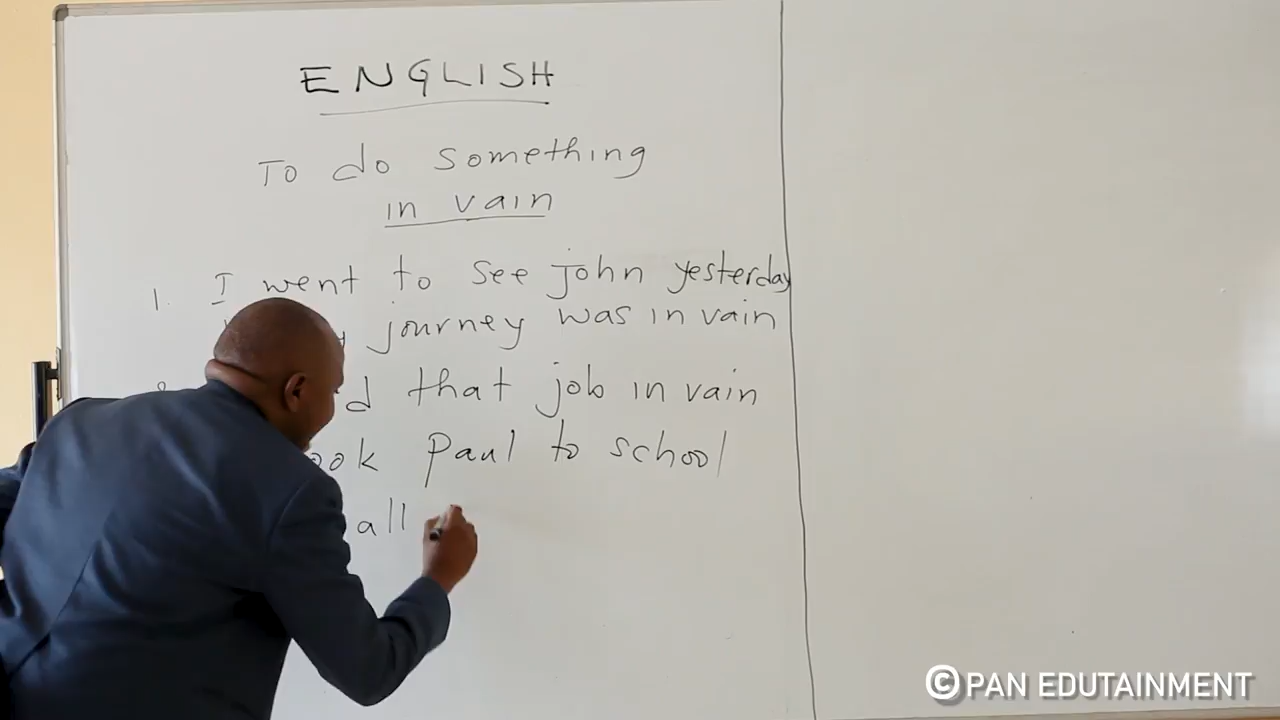 ENGLISH
To do something
in vain
1. I went to see John yesterday
journey was in vain
that job in vain
Paul to school
all
©PAN EDUTAINMENT